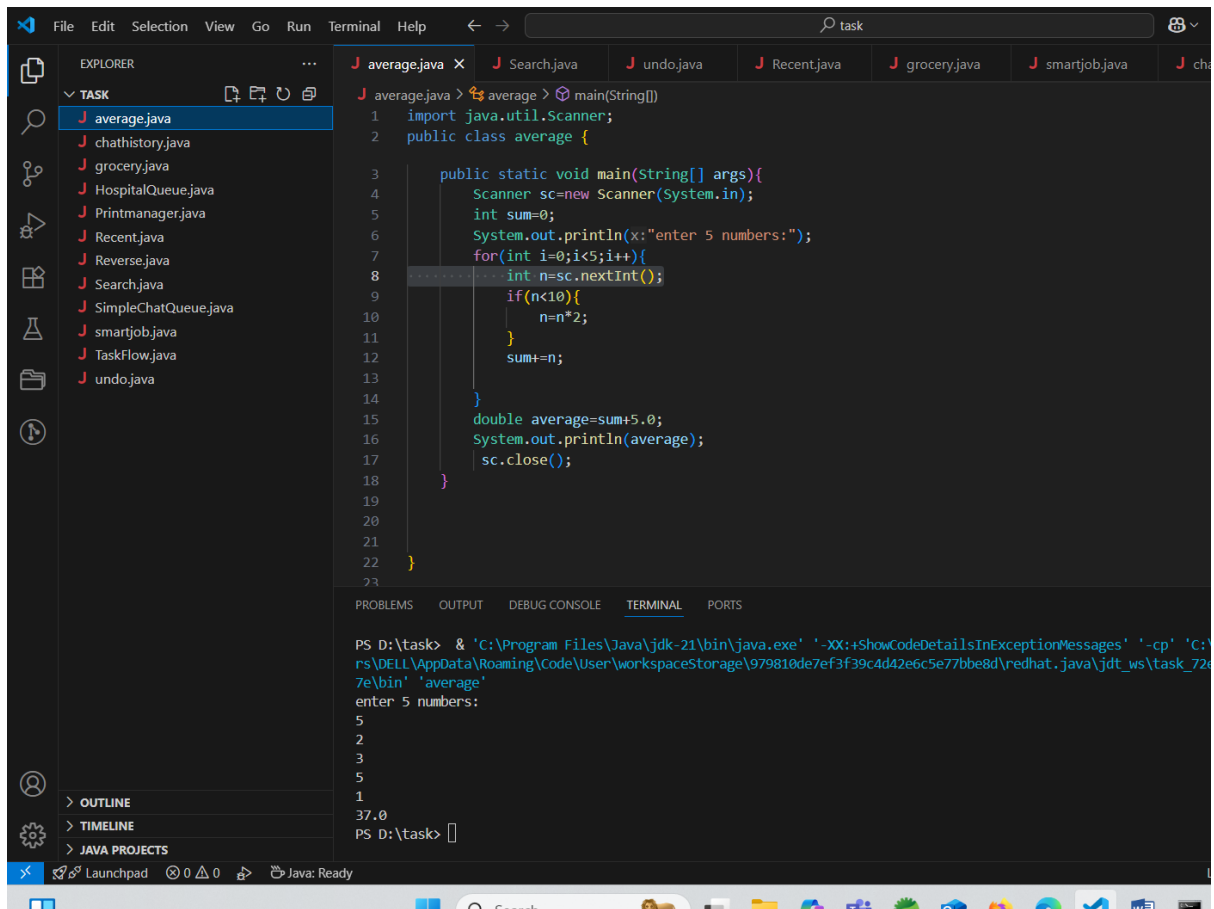 File Edit Selection View Go Run Terminal Help
task
EXPLORER
average.java Search.java undo.java Recent.java grocery.java smartjob.java cha
TASK
average.java
chathistory.java
grocery.java
HospitalQueue.java
Printmanager.java
Recent.java
Reverse.java
Search.java
SimpleChatQueue.java
smartjob.java
TaskFlow.java
undo.java
OUTLINE
TIMELINE
JAVA PROJECTS
average.java > average > main(String[])
1 import java.util.Scanner;
2 public class average {
3 public static void main(String[] args){
4 Scanner sc=new Scanner(System.in);
5 int sum=0;
6 System.out.println(x:"enter 5 numbers:");
7 for(int i=0;i<5;i++){
8 int n=sc.nextInt();
9 if(n<10){
10 n=n*2;
11 }
12 sum+=n;
13
14 }
15 double average=sum+5.0;
16 System.out.println(average);
17 sc.close();
18 }
19
20
21
22 }
23
PROBLEMS OUTPUT DEBUG CONSOLE TERMINAL PORTS
PS D:\task> & 'C:\Program Files\Java\jdk-21\bin\java.exe' '-XX:+ShowCodeDetailsInExceptionMessages' '-cp' 'C:\
rs\DELL\AppData\Roaming\Code\User\workspaceStorage\979810de7ef3f39c4d42e6c5e77bbe8d\redhat.java\jdt_ws\task_72e
7e\bin' 'average'
enter 5 numbers:
5
2
3
5
1
37.0
PS D:\task>
Launchpad 0 0 Java: Ready